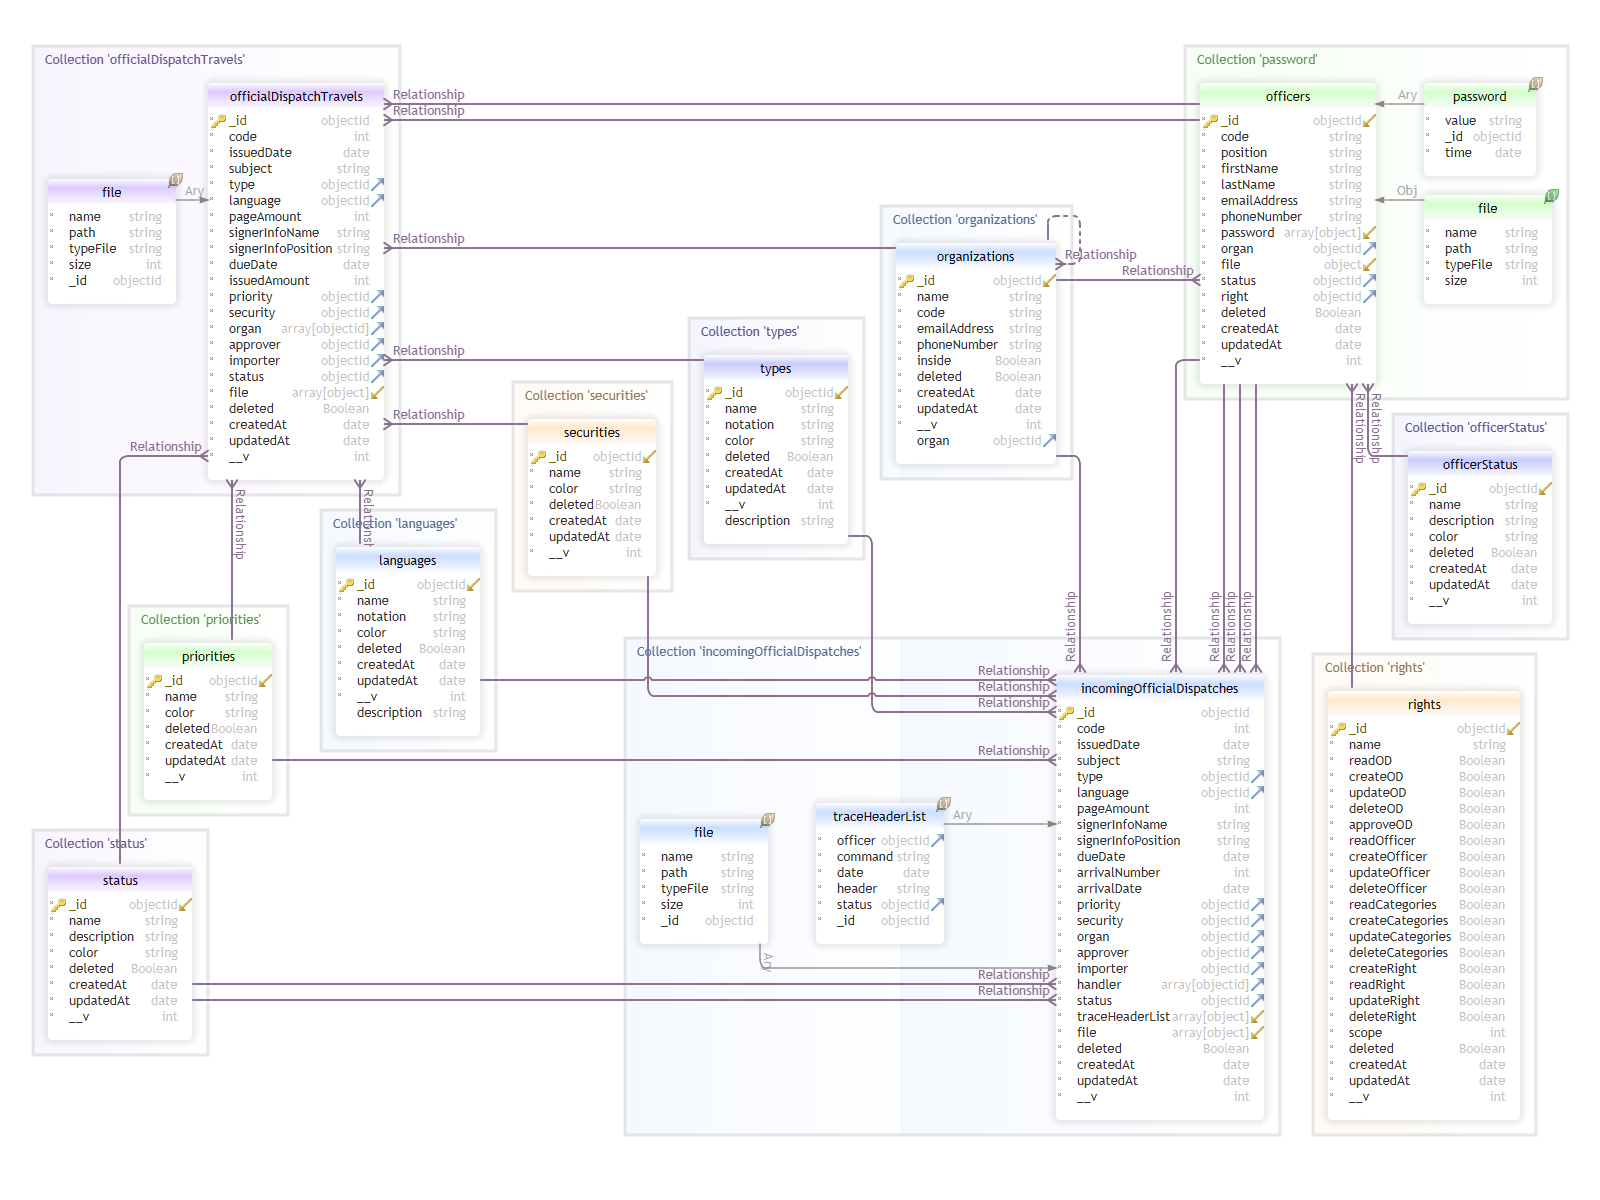 Collection 'officialDispatchTravels'
officialDispatchTravels
_id objectId
code int
issuedDate date
subject string
type objectId
language objectId
pageAmount int
signerInfoName string
signerInfoPosition string
dueDate date
issuedAmount int
priority objectId
security objectId
organ array[objectid]
approver objectId
importer objectId
status objectId
file array[object]
deleted Boolean
createdAt date
updatedAt date
__v int
file
name string
path string
typeFile string
size int
_id objectId
Ary
Relationship
Relationship
Relationship
Relationship
Relationship
Relationship
Relationship
Relationship
Collection 'password'
officers
_id objectId
code string
position string
firstName string
lastName string
emailAddress string
phoneNumber string
password array[object]
organ objectId
file object
status objectId
right objectId
deleted Boolean
createdAt date
updatedAt date
__v int
Ary
password
value string
_id objectId
time date
Obj
file
name string
path string
typeFile string
size int
Collection 'organizations'
organizations
_id objectId
name string
code string
emailAddress string
phoneNumber string
inside Boolean
deleted Boolean
createdAt date
updatedAt date
__v int
organ objectId
Relationship
Relationship
Collection 'types'
types
_id objectId
name string
notation string
color string
deleted Boolean
createdAt date
updatedAt date
__v int
description string
Collection 'securities'
securities
_id objectId
name string
color string
deleted Boolean
createdAt date
updatedAt date
__v int
Relationship
Relationship
Collection 'officerStatus'
officerStatus
_id objectId
name string
description string
color string
deleted Boolean
createdAt date
updatedAt date
__v int
Collection 'languages'
languages
_id objectId
name string
notation string
color string
deleted Boolean
createdAt date
updatedAt date
__v int
description string
Collection 'priorities'
priorities
_id objectId
name string
color string
deleted Boolean
createdAt date
updatedAt date
__v int
Collection 'status'
status
_id objectId
name string
description string
color string
deleted Boolean
createdAt date
updatedAt date
__v int
Relationship
Relationship
Relationship
Relationship
Relationship
Collection 'incomingOfficialDispatches'
Relationship
Relationship
Relationship
Relationship
Relationship
Relationship
incomingOfficialDispatches
_id objectId
code int
issuedDate date
subject string
type objectId
language objectId
pageAmount int
signerInfoName string
signerInfoPosition string
dueDate date
arrivalNumber int
arrivalDate date
priority objectId
security objectId
organ objectId
approver objectId
importer objectId
handler array[objectid]
status objectId
traceHeaderList array[object]
file array[object]
deleted Boolean
createdAt date
updatedAt date
__v int
file
name string
path string
typeFile string
size int
_id objectId
Ary
traceHeaderList
officer objectId
command string
date date
header string
status objectId
_id objectId
Ary
Collection 'rights'
rights
_id objectId
name string
readOD Boolean
createOD Boolean
updateOD Boolean
deleteOD Boolean
approveOD Boolean
readOfficer Boolean
createOfficer Boolean
updateOfficer Boolean
deleteOfficer Boolean
readCategories Boolean
createCategories Boolean
updateCategories Boolean
deleteCategories Boolean
createRight Boolean
readRight Boolean
updateRight Boolean
deleteRight Boolean
scope int
deleted Boolean
createdAt date
updatedAt date
__v int